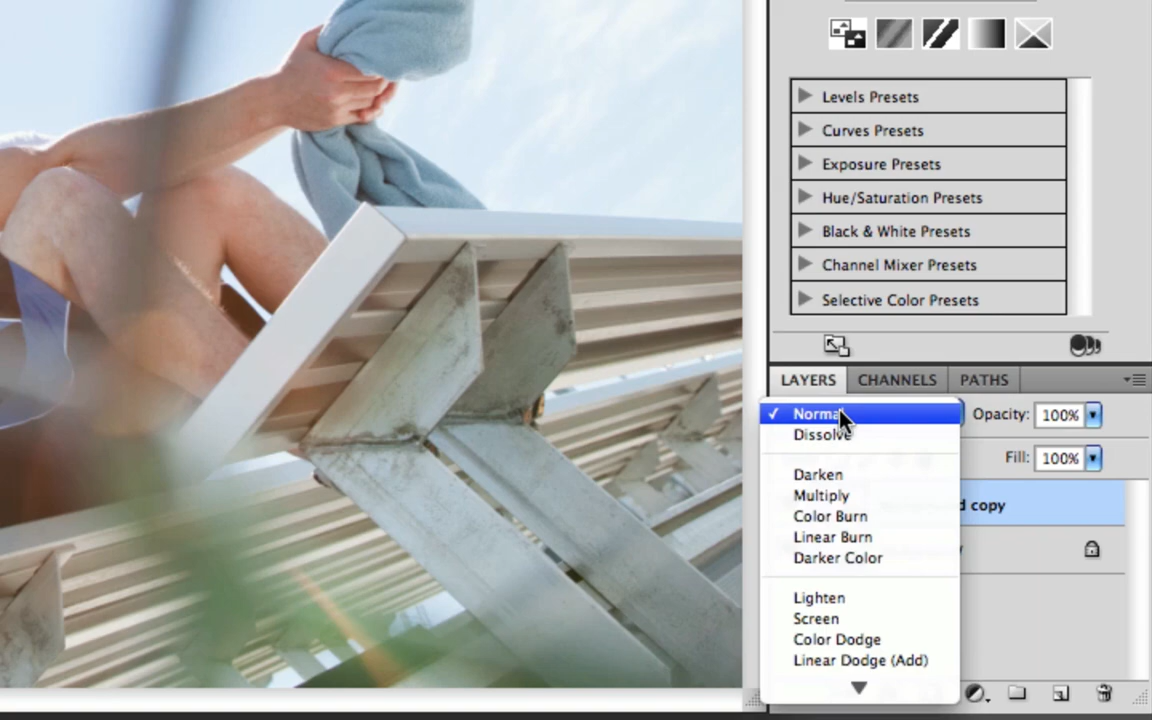 Levels Presets
Curves Presets
Exposure Presets
Hue/Saturation Presets
Black & White Presets
Channel Mixer Presets
Selective Color Presets
LAYERS CHANNELS PATHS
Normal
Opacity: 100%
Dissolve
Fill: 100%
Darken
Multiply
d copy
Color Burn
Linear Burn
Darker Color
Lighten
Screen
Color Dodge
Linear Dodge (Add)